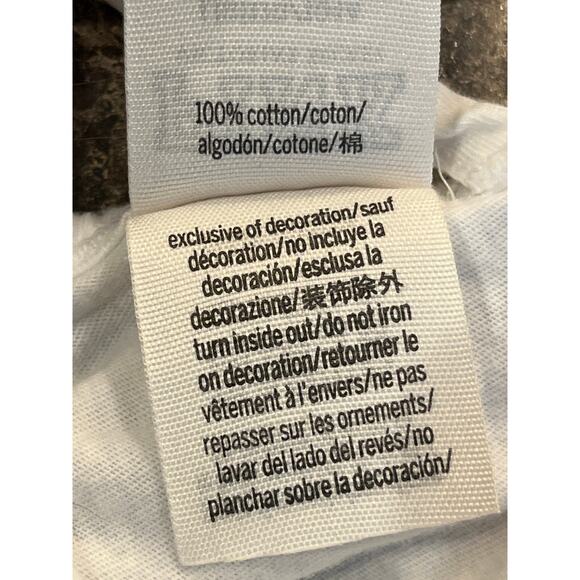 100% cotton/coton/
algodón/cotone/棉
exclusive of decoration/sauf
décoration/no incluye la
decoración/esclusa la
decorazione/装饰除外
turn inside out/do not iron
on decoration/retourner le
vêtement à l'envers/ne pas
repasser sur les ornements/
lavar del lado del revés/no
planchar sobre la decoración/